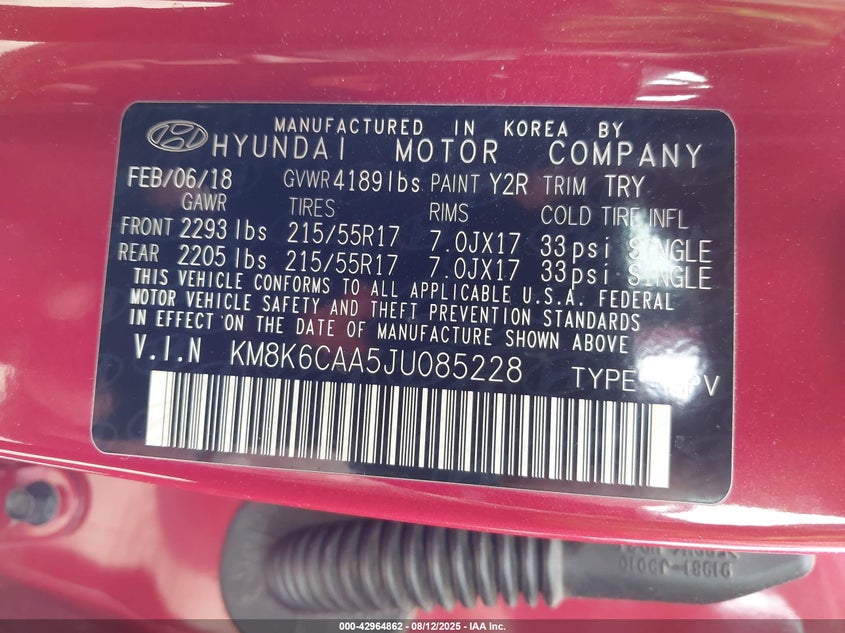 MANUFACTURED IN KOREA BY
HYUNDAI MOTOR COMPANY
FEB/06/18 GVWR 4189lbs PAINT Y2R TRIM TRY
GAWR TIRES RIMS COLD TIRE INFL
FRONT 2293 lbs 215/55R17 7.0JX17 33psi SINGLE
REAR 2205 lbs 215/55R17 7.0JX17 33psi SINGLE
THIS VEHICLE CONFORMS TO ALL APPLICABLE U.S.A. FEDERAL
MOTOR VEHICLE SAFETY AND THEFT PREVENTION STANDARDS
IN EFFECT ON THE DATE OF MANUFACTURE SHOWN ABOVE
V.I.N KM8K6CAA5JU085228 TYPE
91981-J9010
000-42964862 - 08/12/2025 - IAA Inc.